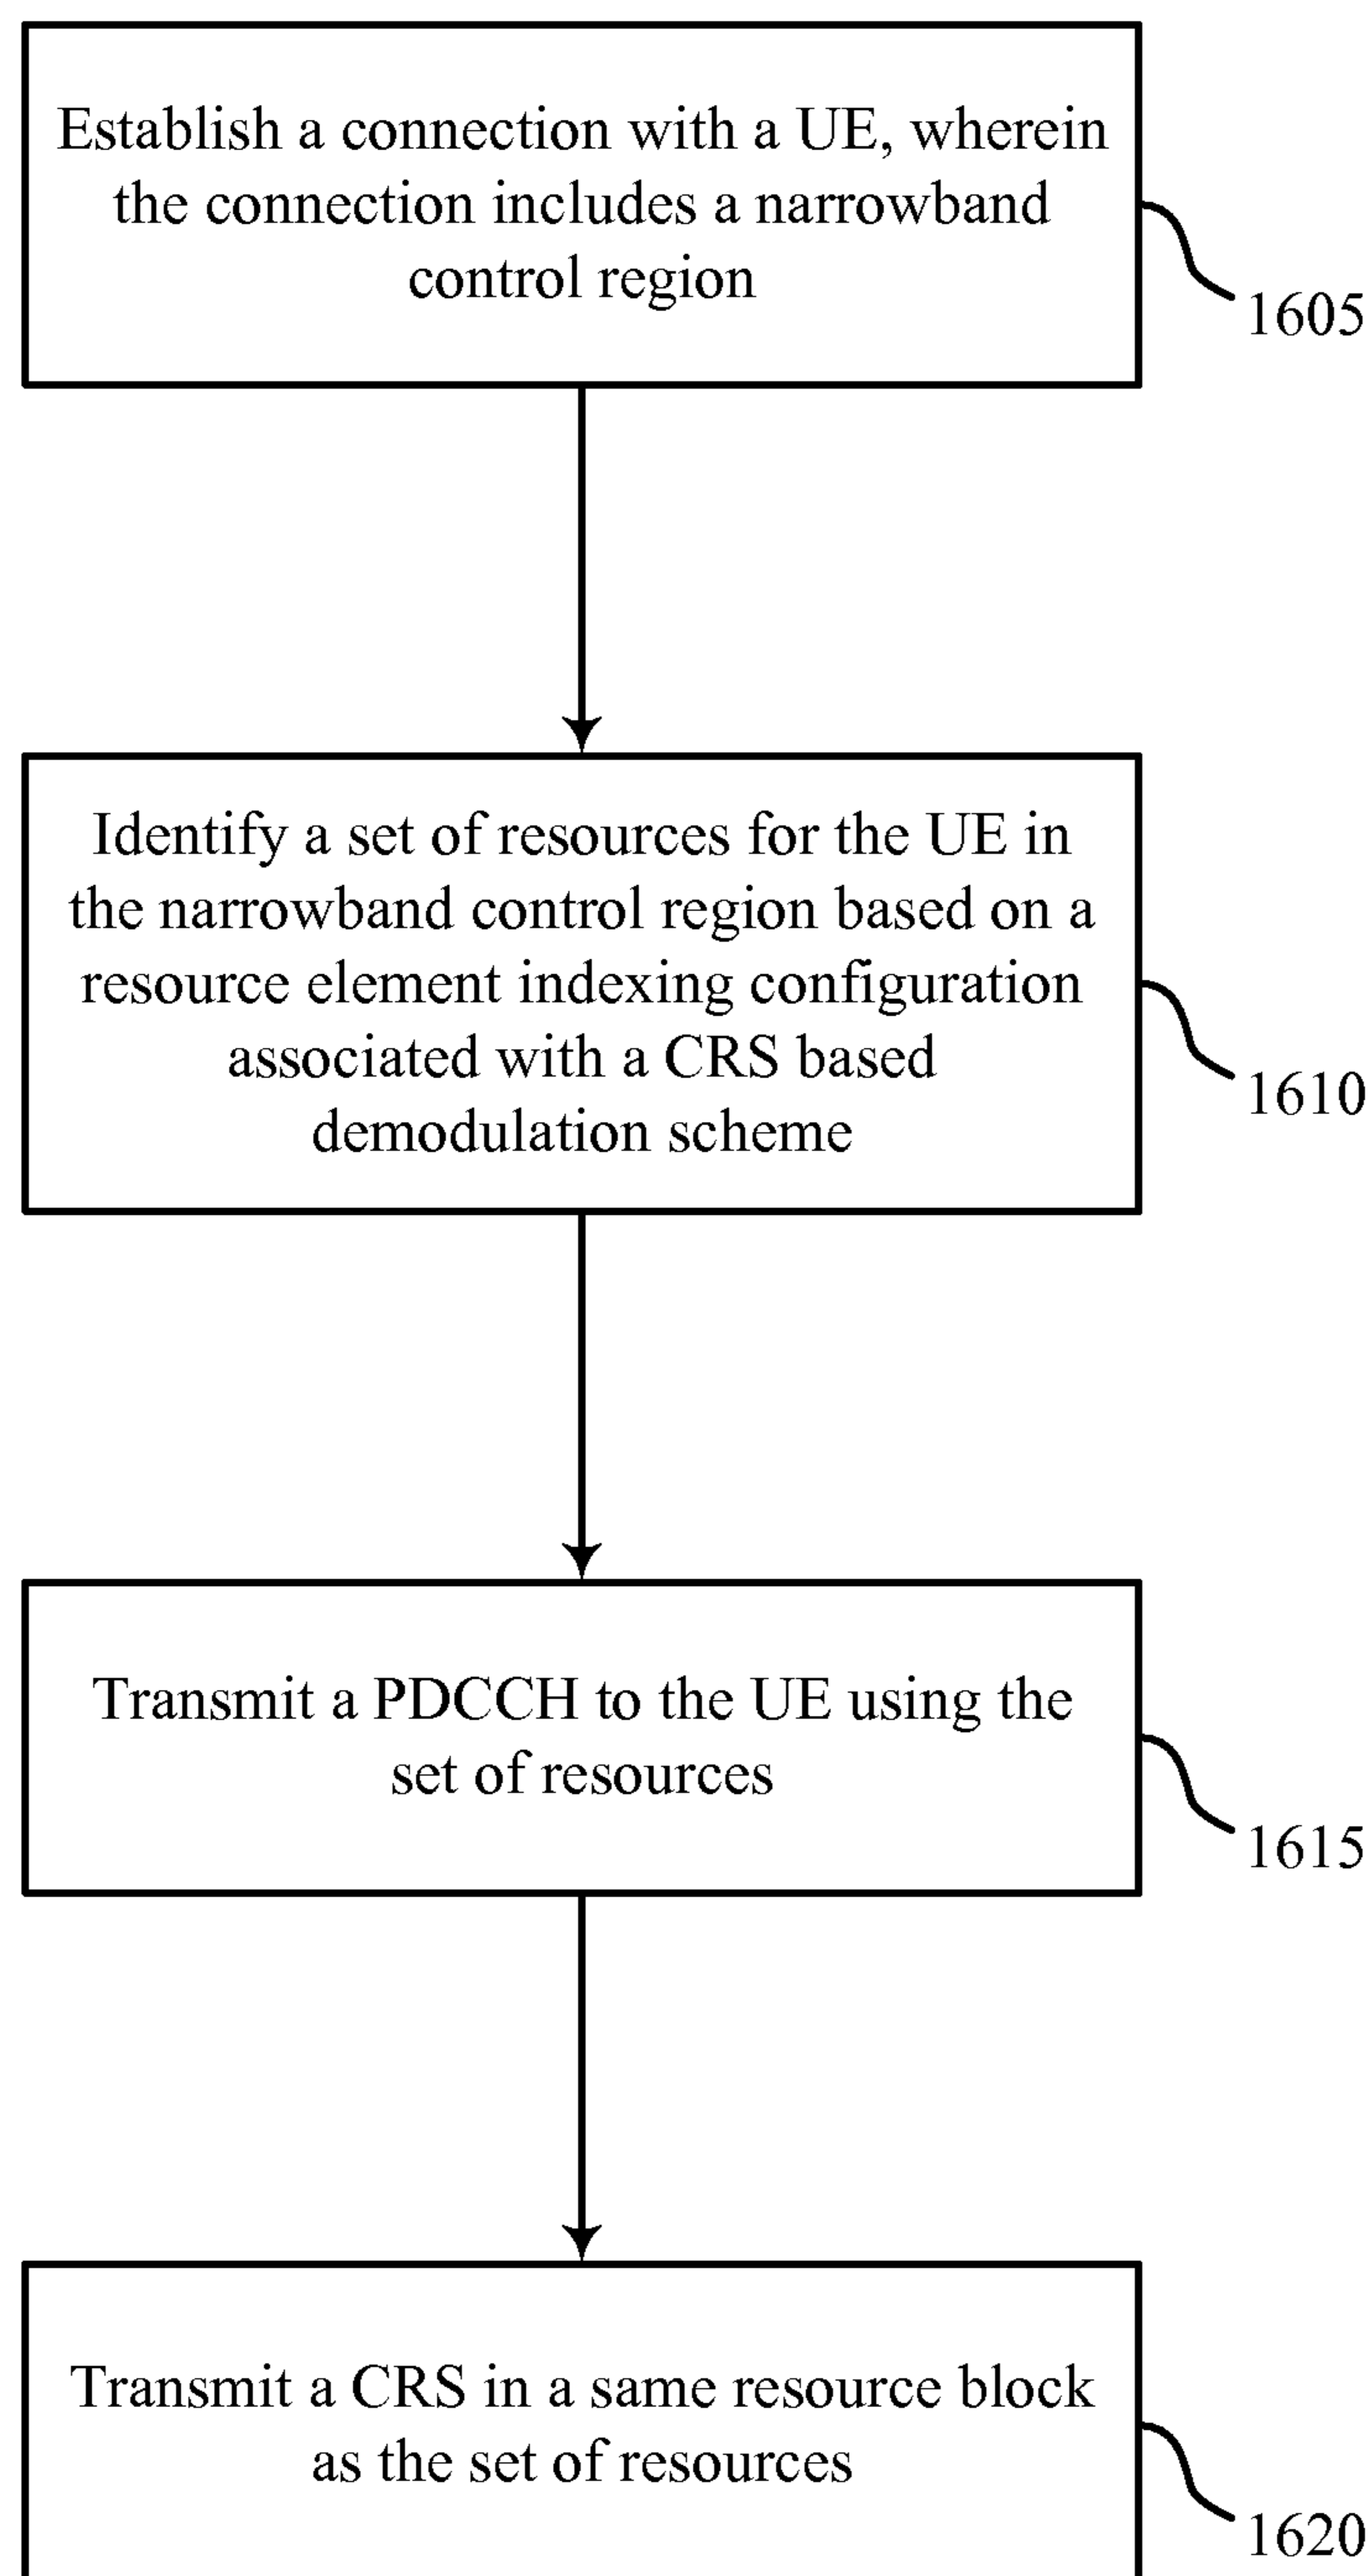 Establish a connection with a UE, wherein
the connection includes a narrowband
control region
1605
Identify a set of resources for the UE in
the narrowband control region based on a
resource element indexing configuration
associated with a CRS based
demodulation scheme
1610
Transmit a PDCCH to the UE using the
set of resources
1615
Transmit a CRS in a same resource block
as the set of resources
1620